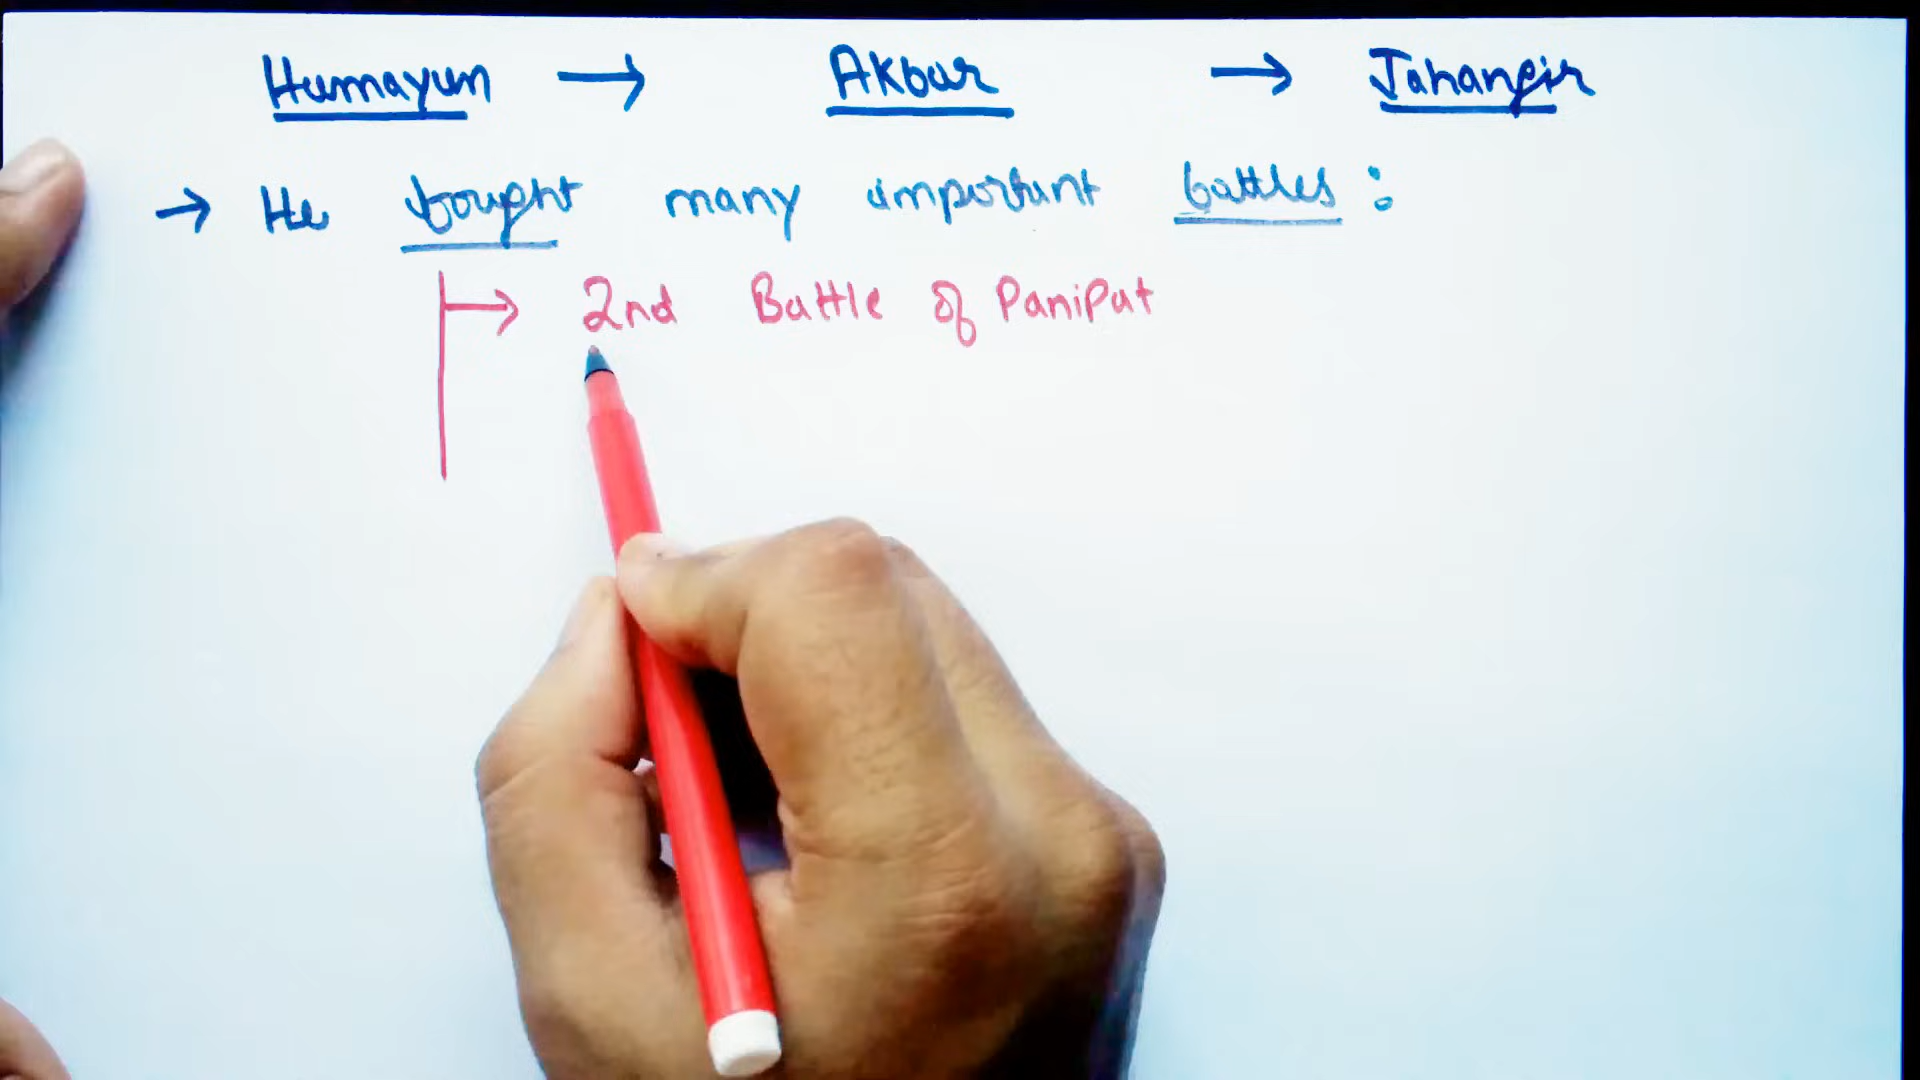 Humayun → Akbar → Jahangir
→ He fought many important battles :
→ 2nd Battle of Panipat